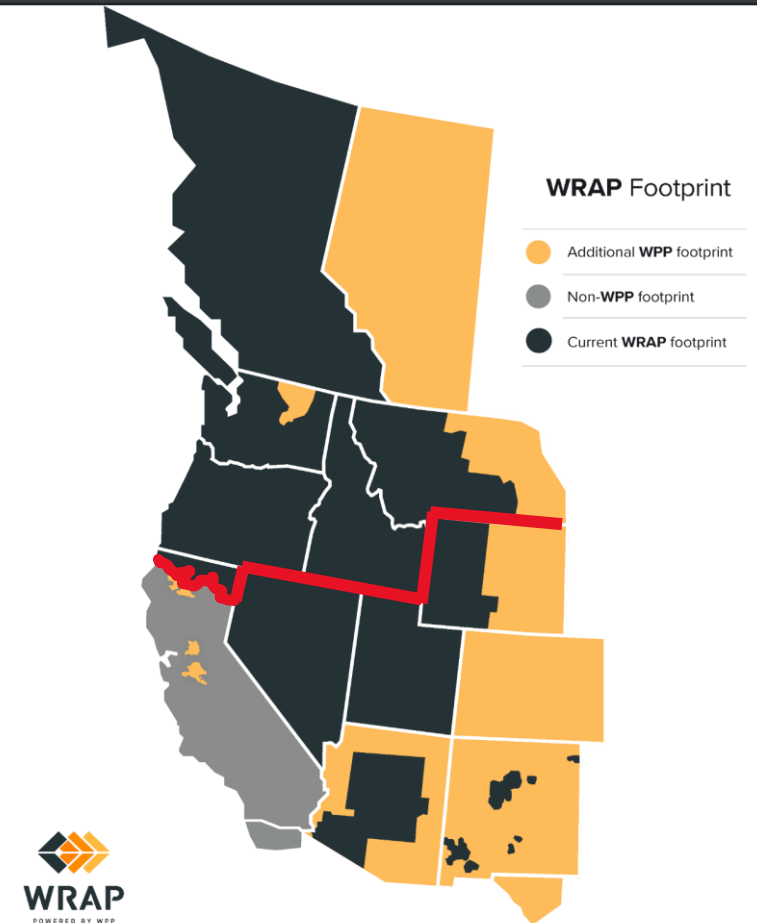 WRAP Footprint
Additional WPP footprint
Non-WPP footprint
Current WRAP footprint
WRAP
POWERED BY WPP